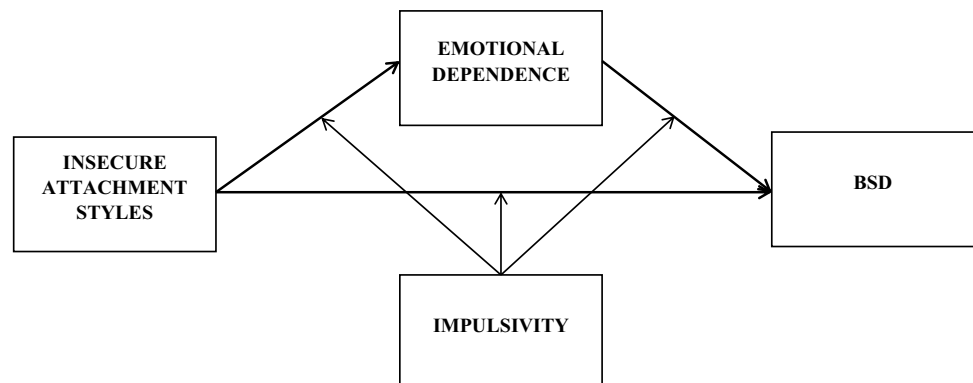 EMOTIONAL
DEPENDENCE
INSECURE
ATTACHMENT
STYLES
BSD
IMPULSIVITY